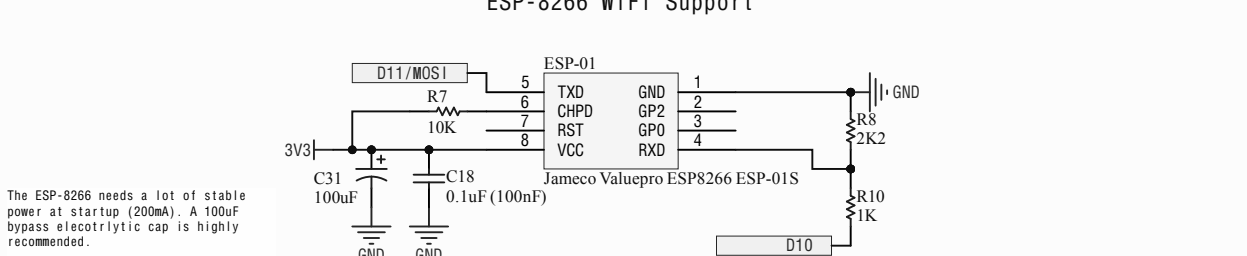 ESP-8266 WiFi Support
ESP-01
D11/MOSI
5 TXD GND 1
R7
6 CHPD GP2 2
10K
7 RST GP0 3
8 VCC RXD 4
GND
R8
2K2
3V3
C31
100uF
+
C18
0.1uF (100nF)
Jameco Valuepro ESP8266 ESP-01S
R10
1K
D10
GND GND
The ESP-8266 needs a lot of stable
power at startup (200mA). A 100uF
bypass elecotrlytic cap is highly
recommended.